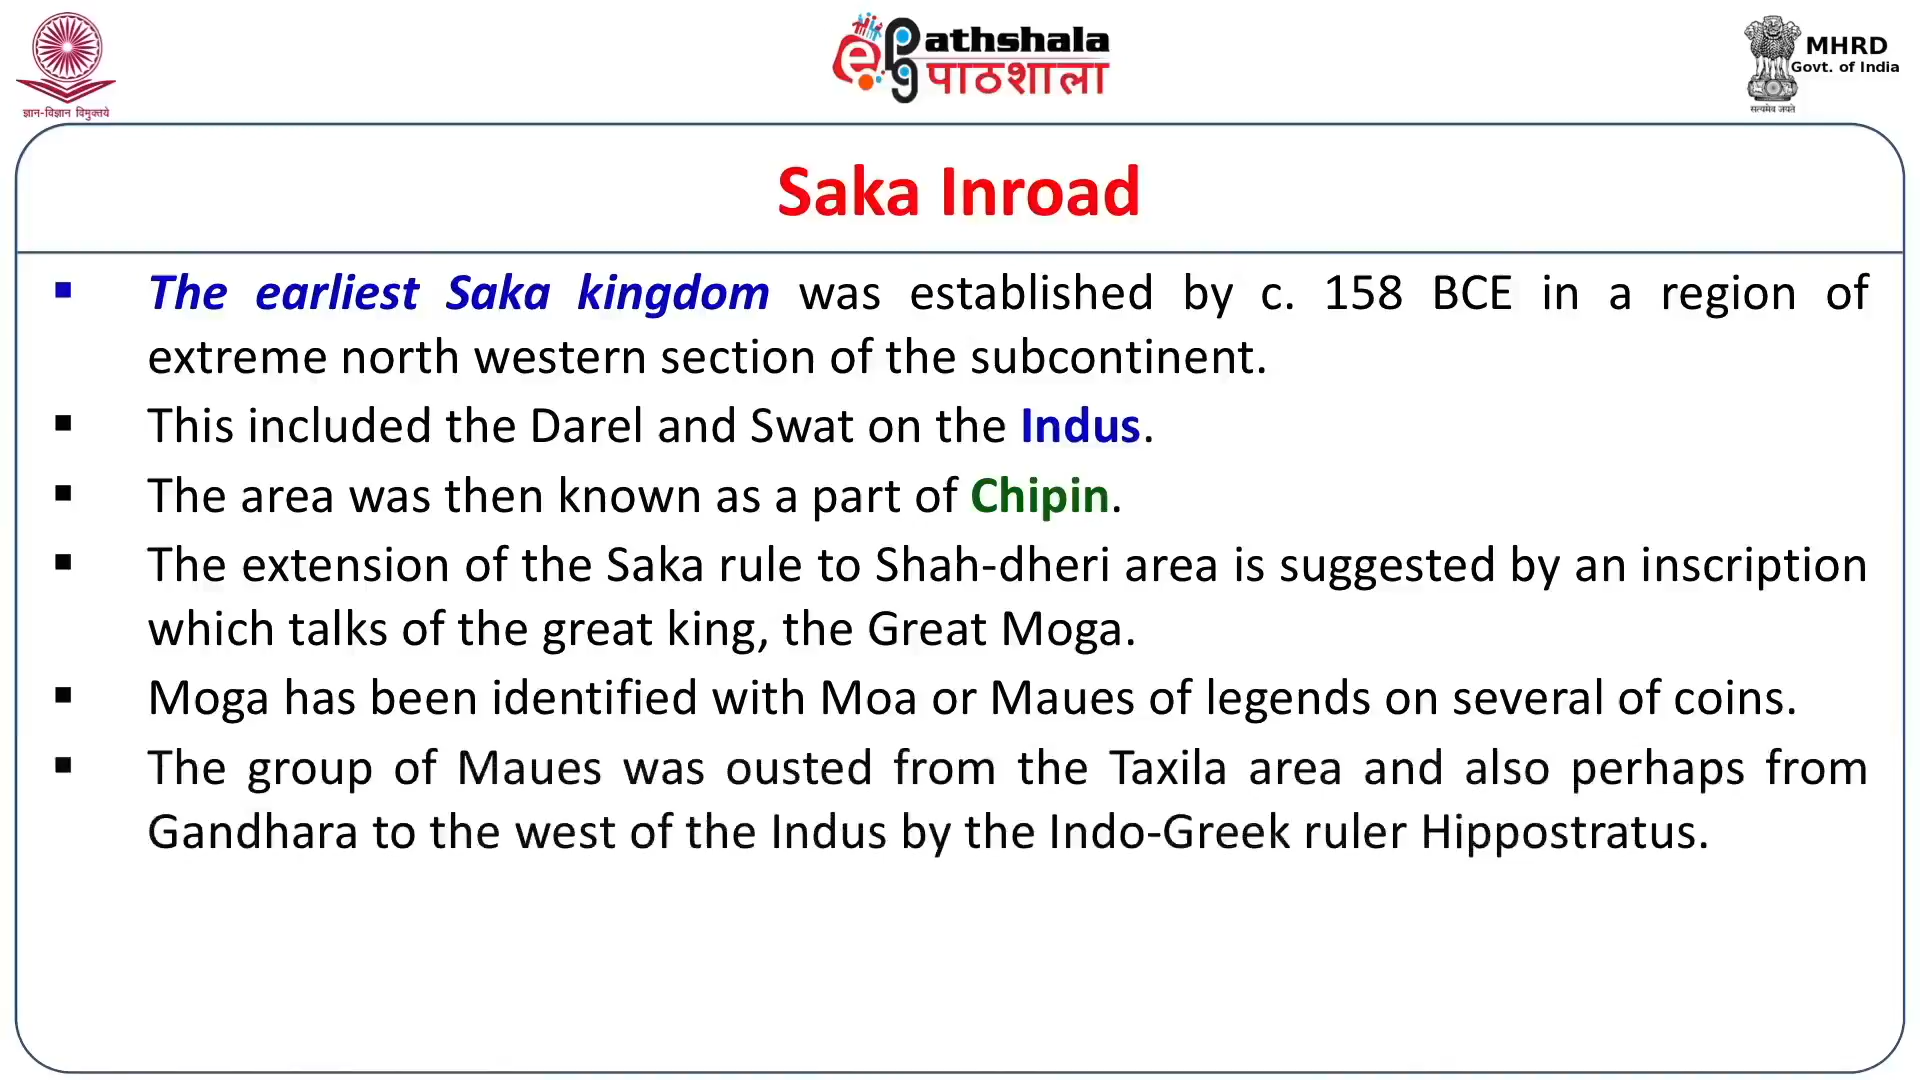 ज्ञान-विज्ञान विमुक्तये
ePG Pathshala
पाठशाला
MHRD
Govt. of India
सत्यमेव जयते
Saka Inroad
▪ The earliest Saka kingdom was established by c. 158 BCE in a region of
extreme north western section of the subcontinent.
▪ This included the Darel and Swat on the Indus.
▪ The area was then known as a part of Chipin.
▪ The extension of the Saka rule to Shah-dheri area is suggested by an inscription
which talks of the great king, the Great Moga.
▪ Moga has been identified with Moa or Maues of legends on several of coins.
▪ The group of Maues was ousted from the Taxila area and also perhaps from
Gandhara to the west of the Indus by the Indo-Greek ruler Hippostratus.